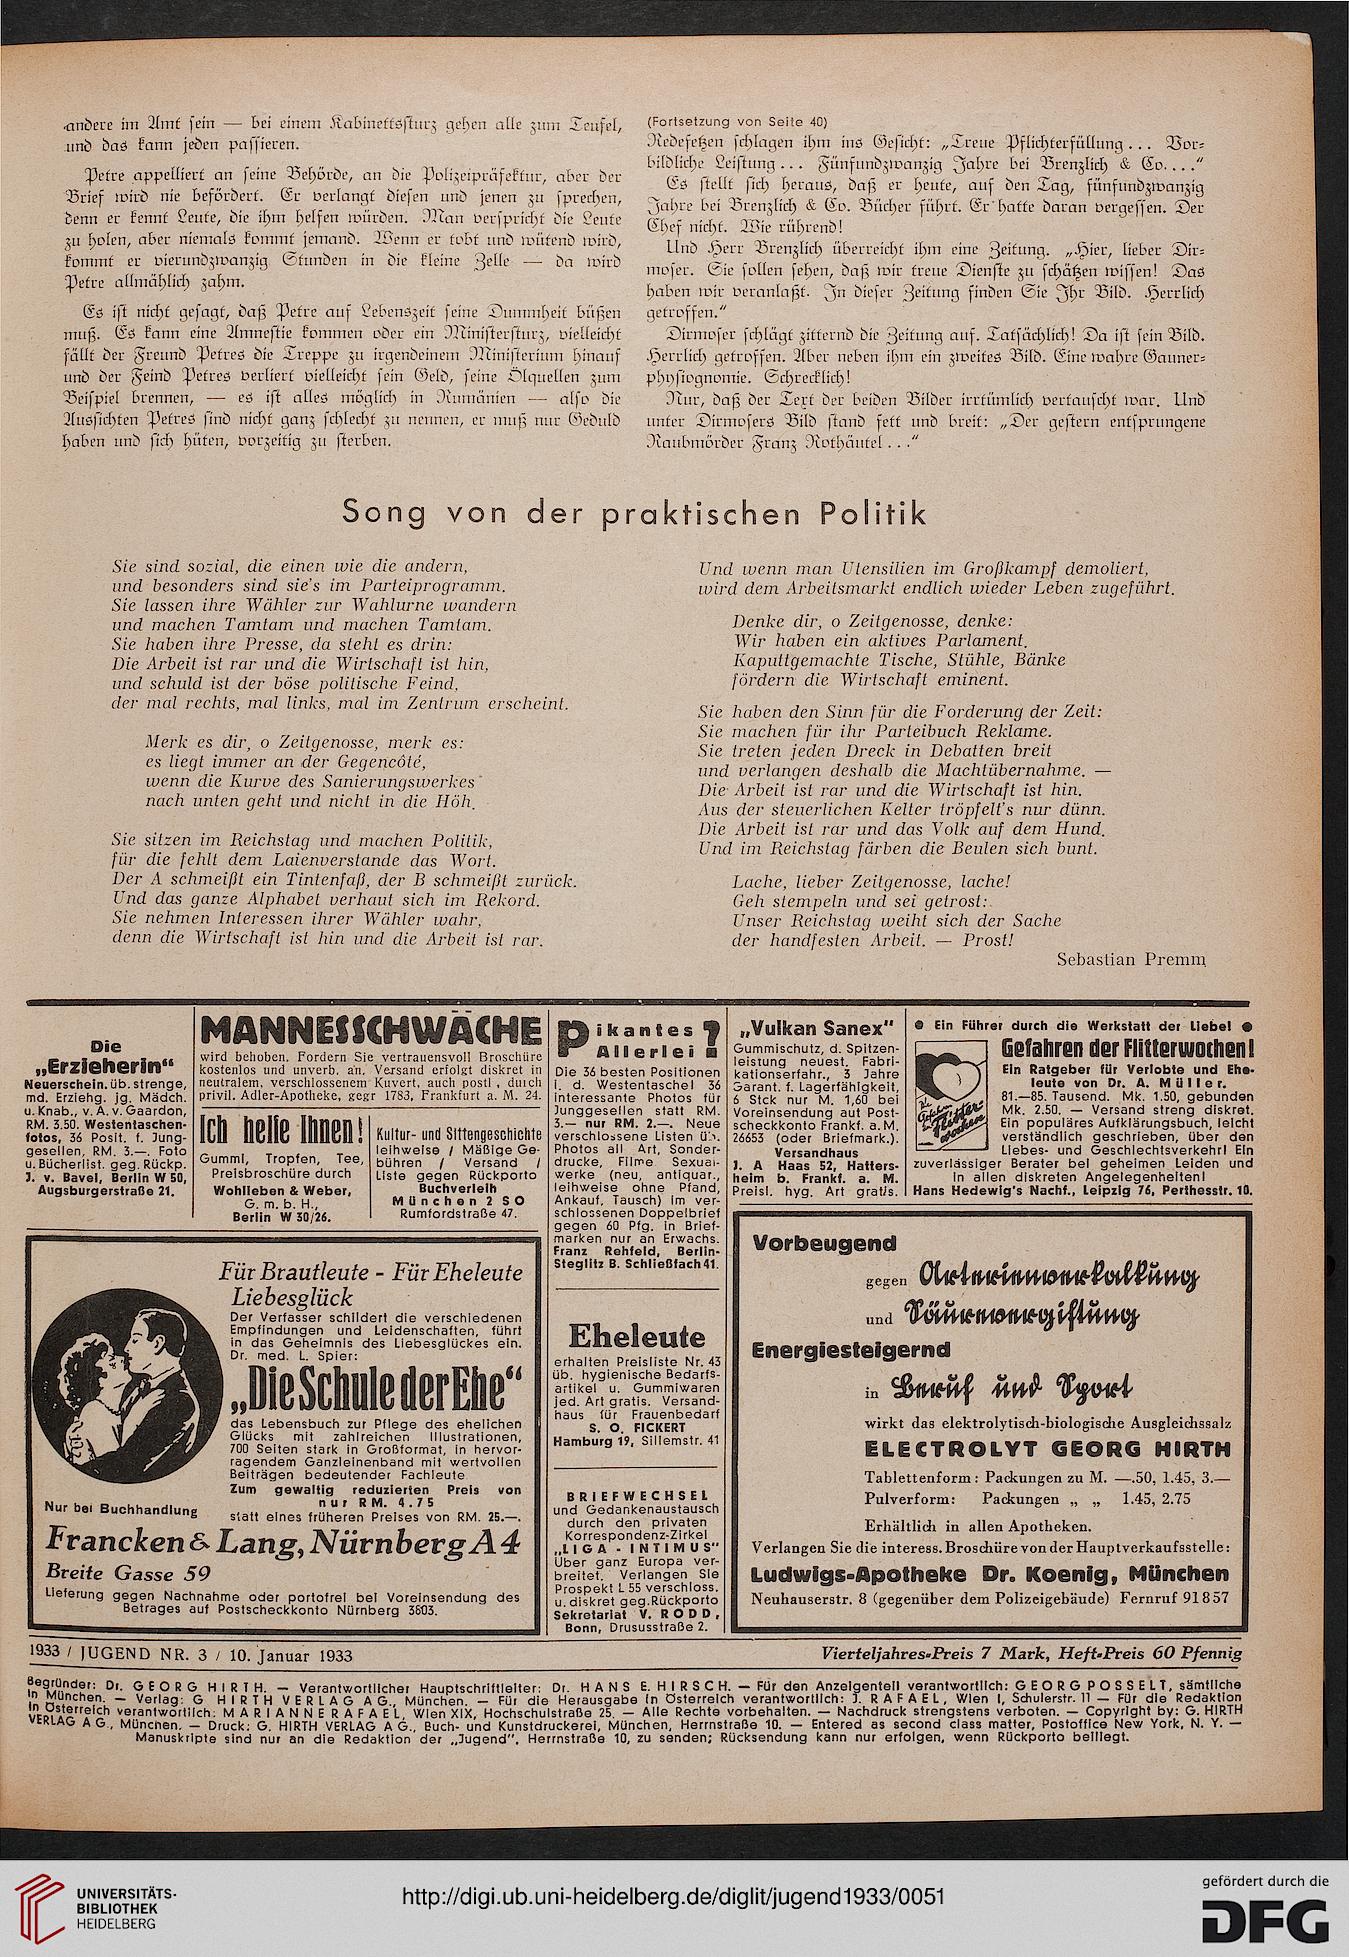 andere im Amt sein — bei einem Kabinettssturz gehen alle zum Teufel,
und das kann jeden passieren.
Petre appelliert an seine Behörde, an die Polizeipräfektur, aber der
Brief wird nie befördert. Er verlangt diesen und jenen zu sprechen,
denn er kennt Leute, die ihm helfen würden. Man verspricht die Leute
zu holen, aber niemals kommt jemand. Wenn er tobt und wütend wird,
kommt er vierundzwanzig Stunden in die kleine Zelle — da wird
Petre allmählich zahm.
Es ist nicht gesagt, daß Petre auf Lebenszeit seine Dummheit büßen
muß. Es kann eine Amnestie kommen oder ein Ministersturz, vielleicht
fällt der Freund Petres die Treppe zu irgendeinem Ministerium hinauf
und der Feind Petres verliert vielleicht sein Geld, seine Ölquellen zum
Beispiel brennen, — es ist alles möglich in Rumänien — also die
Aussichten Petres sind nicht ganz schlecht zu nennen, er muß nur Geduld
haben und sich hüten, vorzeitig zu sterben.
(Fortsetzung von Seite 40)
Redefetzen schlagen ihm ins Gesicht: „Treue Pflichterfüllung... Vor-
bildliche Leistung... Fünfundzwanzig Jahre bei Brenzlich & Co....“
Es stellt sich heraus, daß er heute, auf den Tag, fünfundzwanzig
Jahre bei Brenzlich & Co. Bücher führt. Er hatte daran vergessen. Der
Chef nicht. Wie rührend!
Und Herr Brenzlich überreicht ihm eine Zeitung. „Hier, lieber Dir-
moser. Sie sollen sehen, daß wir treue Dienste zu schätzen wissen! Das
haben wir veranlaßt. In dieser Zeitung finden Sie Ihr Bild. Herrlich
getroffen.“
Dirmoser schlägt zitternd die Zeitung auf. Tatsächlich! Da ist sein Bild.
Herrlich getroffen. Aber neben ihm ein zweites Bild. Eine wahre Gauner-
physiognomie. Schrecklich!
Nur, daß der Text der beiden Bilder irrtümlich vertauscht war. Und
unter Dirmosers Bild stand fett und breit: „Der gestern entsprungene
Raubmörder Franz Rothäutel...“
Song von der praktischen Politik
Sie sind sozial, die einen wie die andern,
und besonders sind sie's im Parteiprogramm.
Sie lassen ihre Wähler zur Wahlurne wandern
und machen Tamtam und machen Tamtam.
Sie haben ihre Presse, da steht es drin:
Die Arbeit ist rar und die Wirtschaft ist hin,
und schuld ist der böse politische Feind,
der mal rechts, mal links, mal im Zentrum erscheint.
Merk es dir, o Zeitgenosse, merk es:
es liegt immer an der Gegencôté,
wenn die Kurve des Sanierungswerkes
nach unten geht und nicht in die Höh.
Sie sitzen im Reichstag und machen Politik,
für die fehlt dem Laienverstande das Wort.
Der A schmeißt ein Tintenfaß, der B schmeißt zurück.
Und das ganze Alphabet verhaut sich im Rekord.
Sie nehmen Interessen ihrer Wähler wahr,
denn die Wirtschaft ist hin und die Arbeit ist rar.
Und wenn man Utensilien im Großkampf demoliert,
wird dem Arbeitsmarkt endlich wieder Leben zugeführt.
Denke dir, o Zeitgenosse, denke:
Wir haben ein aktives Parlament.
Kaputtgemachte Tische, Stühle, Bänke
fördern die Wirtschaft eminent.
Sie haben den Sinn für die Forderung der Zeit:
Sie machen für ihr Parteibuch Reklame.
Sie treten jeden Dreck in Debatten breit
und verlangen deshalb die Machtübernahme. —
Die Arbeit ist rar und die Wirtschaft ist hin.
Aus der steuerlichen Kelter tröpfelt's nur dünn.
Die Arbeit ist rar und das Volk auf dem Hund.
Und im Reichstag färben die Beulen sich bunt.
Lache, lieber Zeitgenosse, lache!
Geh stempeln und sei getrost:
Unser Reichstag weiht sich der Sache
der handfesten Arbeit. — Prost!
Sebastian Premm
Die
„Erzieherin“
Neuerschein. üb. strenge,
md. Erziehg. jg. Mädch.
u. Knab., v. A. v. Gaardon,
RM. 3.50. Westentaschen-
fotos, 36 Posit. f. Jung-
gesellen, RM. 3.—. Foto
u. Bücherlist. geg. Rückp.
J. v. Bavel, Berlin W 50,
Augsburgerstraße 21.
MANNESSCHWÄCHE
wird behoben. Fordern Sie vertrauensvoll Broschüre
kostenlos und unverb. an. Versand erfolgt diskret in
neutralem, verschlossenem Kuvert, auch postl, durch
privil. Adler-Apotheke, gegr 1783, Frankfurt a. M. 24.
Ich helfe Ihnen!
Gummi, Tropfen, Tee,
Preisbroschüre durch
Wohlleben & Weber,
G. m. b. H.,
Berlin W 30/26.
Kultur- und Sittengeschichte
leihweise / Mäßige Ge-
bühren / Versand /
Liste gegen Rückporto
Buchverleih
München 2 SO
Rumfordstraße 47.
Pikantes
Allerlei?
Die 36 besten Positionen
i. d. Westentasche! 36
interessante Photos für
Junggesellen statt RM.
3.— nur RM. 2.—. Neue
verschlossene Listen üb.
Photos all Art, Sonder-
drucke, Filme Sexual-
werke (neu, antiquar.,
leihweise ohne Pfand,
Ankauf, Tausch) im ver-
schlossenen Doppelbrief
gegen 60 Pfg. in Brief-
marken nur an Erwachs.
Franz Rehfeld, Berlin-
Steglitz B. Schließfach 41.
„Vulkan Sanex“
Gummischutz, d. Spitzen-
leistung neuest. Fabri-
kationserfahr., 3 Jahre
Garant. f. Lagerfähigkeit,
6 Stck nur M. 1,60 bei
Voreinsendung auf Post-
scheckkonto Frankf. a. M.
26653 (oder Briefmark.).
Versandhaus
J. A Haas 52, Hatters-
heim b. Frankf. a. M.
Preisl. hyg. Art gratis.
Ein Führer durch die Werkstatt der Liebe!
Die
Gefahren
der
Flitter-
wochen
Gefahren der Flitterwochen!
Ein Ratgeber für Verlobte und Ehe-
leute von Dr. A. Müller.
81.—85. Tausend. Mk. 1.50, gebunden
Mk. 2.50. — Versand streng diskret.
Ein populäres Aufklärungsbuch, leicht
verständlich geschrieben, über den
Liebes- und Geschlechtsverkehr! Ein
zuverlässiger Berater bei geheimen Leiden und
in allen diskreten Angelegenheiten!
Hans Hedewig's Nachf., Leipzig 76, Perthesstr. 10.
Für Brautleute - Für Eheleute
Liebesglück
Der Verfasser schildert die verschiedenen
Empfindungen und Leidenschaften, führt
in das Geheimnis des Liebesglückes ein.
Dr. med. L. Spier:
„Die Schule der Ehe“
das Lebensbuch zur Pflege des ehelichen
Glücks mit zahlreichen Illustrationen,
700 Seiten stark in Großformat, in hervor-
ragendem Ganzleinenband mit wertvollen
Beiträgen bedeutender Fachleute
Zum gewaltig reduzierten Preis von
nur RM. 4.75
statt eines früheren Preises von RM. 25.—.
Nur bei Buchhandlung
Francken & Lang, Nürnberg A 4
Breite Gasse 59
Lieferung gegen Nachnahme oder portofrei bei Voreinsendung des
Betrages auf Postscheckkonto Nürnberg 3603.
Eheleute
erhalten Preisliste Nr. 43
üb. hygienische Bedarfs-
artikel u. Gummiwaren
jed. Art gratis. Versand-
haus für Frauenbedarf
S. O. FICKERT
Hamburg 19, Sillemstr. 41
BRIEFWECHSEL
und Gedankenaustausch
durch den privaten
Korrespondenz-Zirkel
„LIGA - INTIMUS“
Über ganz Europa ver-
breitet. Verlangen Sie
Prospekt L 55 verschloss.
u. diskret geg. Rückporto
Sekretariat V. RODD,
Bonn, Drususstraße 2.
Vorbeugend
gegen Arterienverkalkung
und Säurevergiftung
Energiesteigernd
in Beruf und Sport
wirkt das elektrolytisch-biologische Ausgleichssalz
ELECTROLYT GEORG HIRTH
Tablettenform: Packungen zu M. —.50, 1.45, 3.—
Pulverform: Packungen „ „ 1.45, 2.75
Erhältlich in allen Apotheken.
Verlangen Sie die interess. Broschüre von der Hauptverkaufsstelle:
Ludwigs-Apotheke Dr. Koenig, München
Neuhauserstr. 8 (gegenüber dem Polizeigebäude) Fernruf 91857
1933 / JUGEND NR. 3 / 10. Januar 1933
Vierteljahres-Preis 7 Mark, Heft-Preis 60 Pfennig
Begründer: Dr. GEORG HIRTH. — Verantwortlicher Hauptschriftleiter: Dr. HANS E. HIRSCH. — Für den Anzeigenteil verantwortlich: GEORG POSSELT, sämtliche
in München. — Verlag: G. HIRTH VERLAG AG., München. — Für die Herausgabe in Österreich verantwortlich: J. RAFAEL, Wien I, Schulerstr. 11 — Für die Redaktion
in Österreich verantwortlich: MARIANNE RAFAEL, Wien XIX, Hochschulstraße 25. — Alle Rechte vorbehalten. — Nachdruck strengstens verboten. — Copyright by: G. HIRTH
VERLAG A G., München. — Druck: G. HIRTH VERLAG A G., Buch- und Kunstdruckerei, München, Herrnstraße 10. — Entered as second class matter, Postoffice New York, N. Y. —
Manuskripte sind nur an die Redaktion der „Jugend“, Herrnstraße 10, zu senden; Rücksendung kann nur erfolgen, wenn Rückporto beiliegt.
UNIVERSITÄTS-
BIBLIOTHEK
HEIDELBERG
http://digi.ub.uni-heidelberg.de/diglit/jugend1933/0051
gefördert durch die
DFG